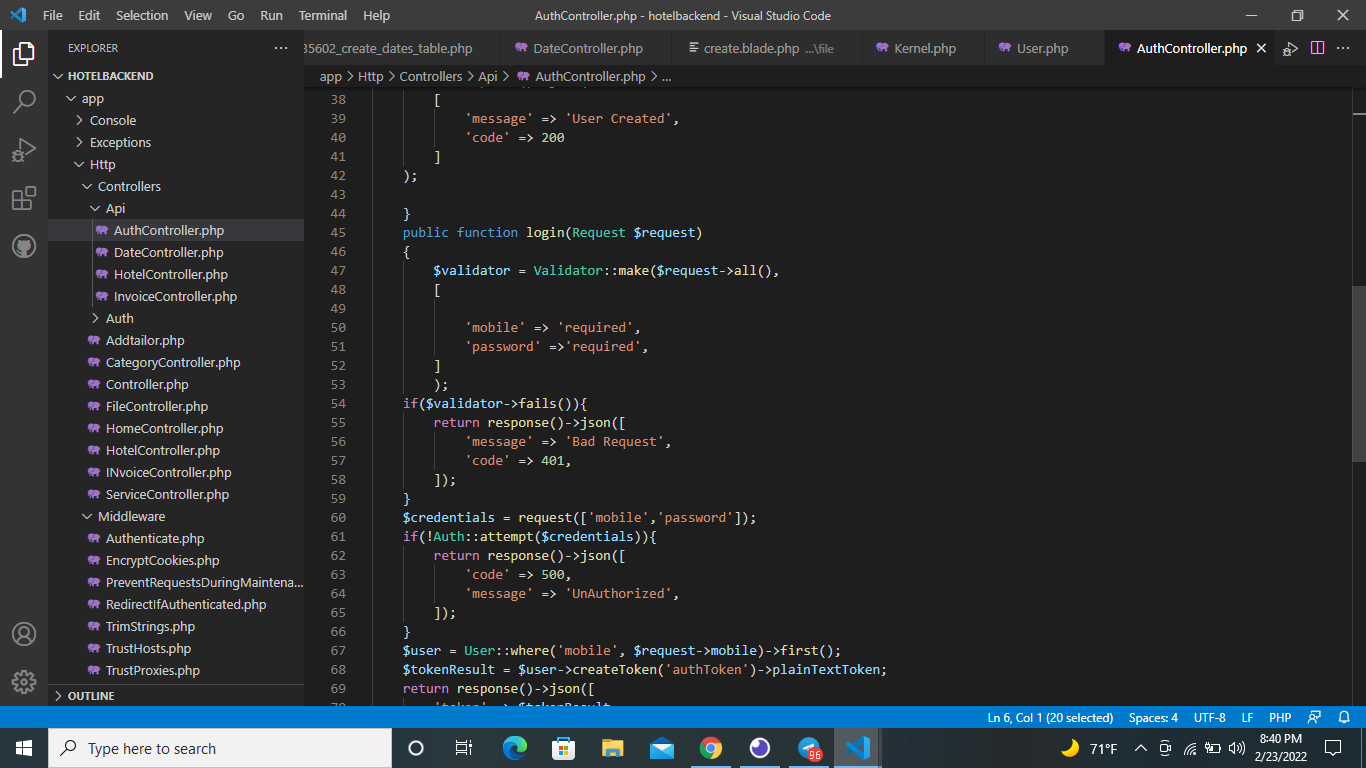 File Edit Selection View Go Run Terminal Help AuthController.php - hotelbackend - Visual Studio Code
EXPLORER ···
35602_create_dates_table.php DateController.php create.blade.php ...\file Kernel.php User.php AuthController.php
app > Http > Controllers > Api > AuthController.php > ...
HOTELBACKEND
app
Console
Exceptions
Http
Controllers
Api
AuthController.php
DateController.php
HotelController.php
InvoiceController.php
Auth
Addtailor.php
CategoryController.php
Controller.php
FileController.php
HomeController.php
HotelController.php
INvoiceController.php
ServiceController.php
Middleware
Authenticate.php
EncryptCookies.php
PreventRequestsDuringMaintena...
RedirectIfAuthenticated.php
TrimStrings.php
TrustHosts.php
TrustProxies.php
OUTLINE
38 [
39 'message' => 'User Created',
40 'code' => 200
41 ]
42 );
43
44 }
45 public function login(Request $request)
46 {
47 $validator = Validator::make($request->all(),
48 [
49
50 'mobile' => 'required',
51 'password' =>'required',
52 ]
53 );
54 if($validator->fails()){
55 return response()->json([
56 'message' => 'Bad Request',
57 'code' => 401,
58 ]);
59 }
60 $credentials = request(['mobile','password']);
61 if(!Auth::attempt($credentials)){
62 return response()->json([
63 'code' => 500,
64 'message' => 'UnAuthorized',
65 ]);
66 }
67 $user = User::where('mobile', $request->mobile)->first();
68 $tokenResult = $user->createToken('authToken')->plainTextToken;
69 return response()->json([
Ln 6, Col 1 (20 selected) Spaces: 4 UTF-8 LF PHP
Type here to search
96
71°F
8:40 PM
2/23/2022